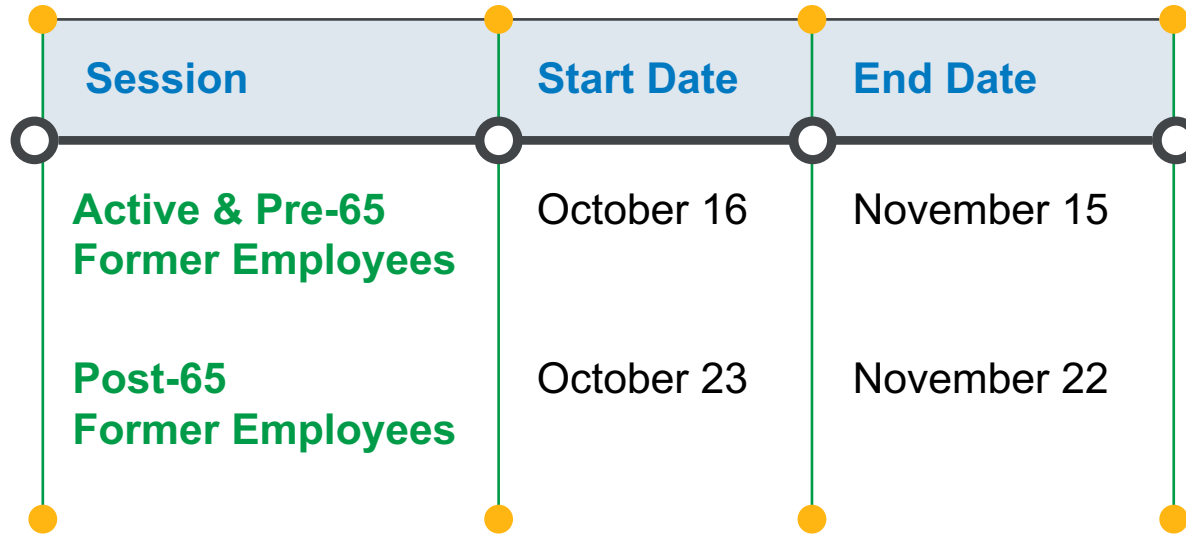 Session Start Date End Date
Active & Pre-65 October 16 November 15
Former Employees
Post-65 October 23 November 22
Former Employees